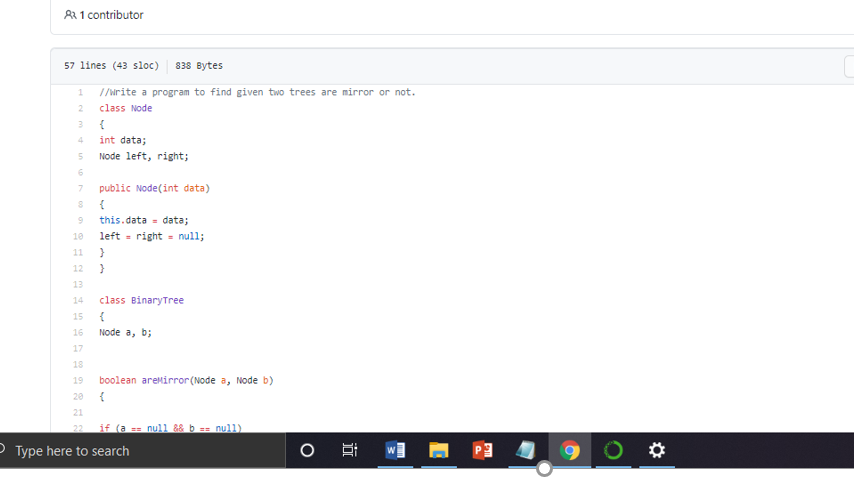 1 contributor
57 lines (43 sloc) 838 Bytes
1 //Write a program to find given two trees are mirror or not.
2 class Node
3 {
4 int data;
5 Node left, right;
6
7 public Node(int data)
8 {
9 this.data = data;
10 left = right = null;
11 }
12 }
13
14 class BinaryTree
15 {
16 Node a, b;
17
18
19 boolean areMirror(Node a, Node b)
20 {
21
22 if (a == null && b == null)
Type here to search